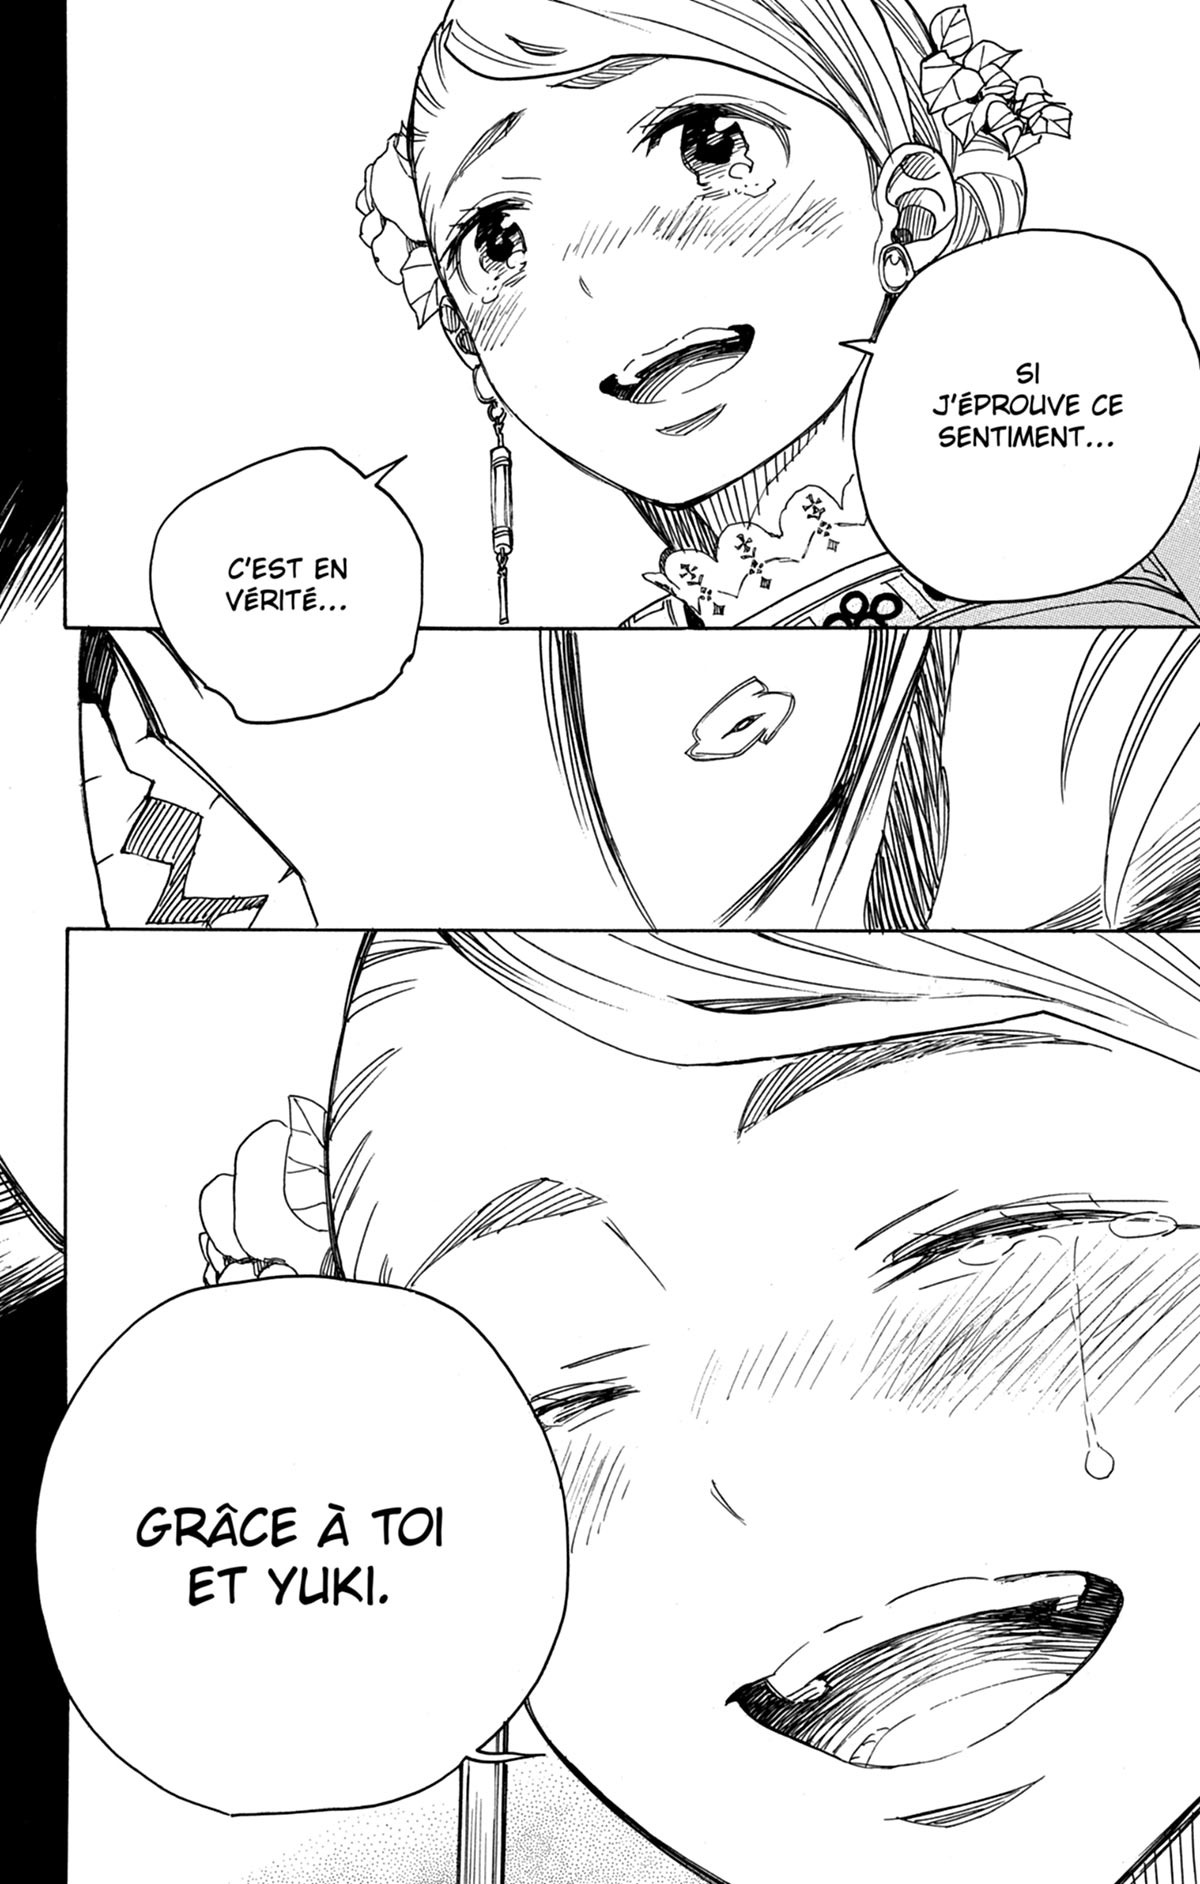 SI
J'ÉPROUVE CE
SENTIMENT...
C'EST EN
VÉRITÉ...
GRÂCE À TOI
ET YUKI.